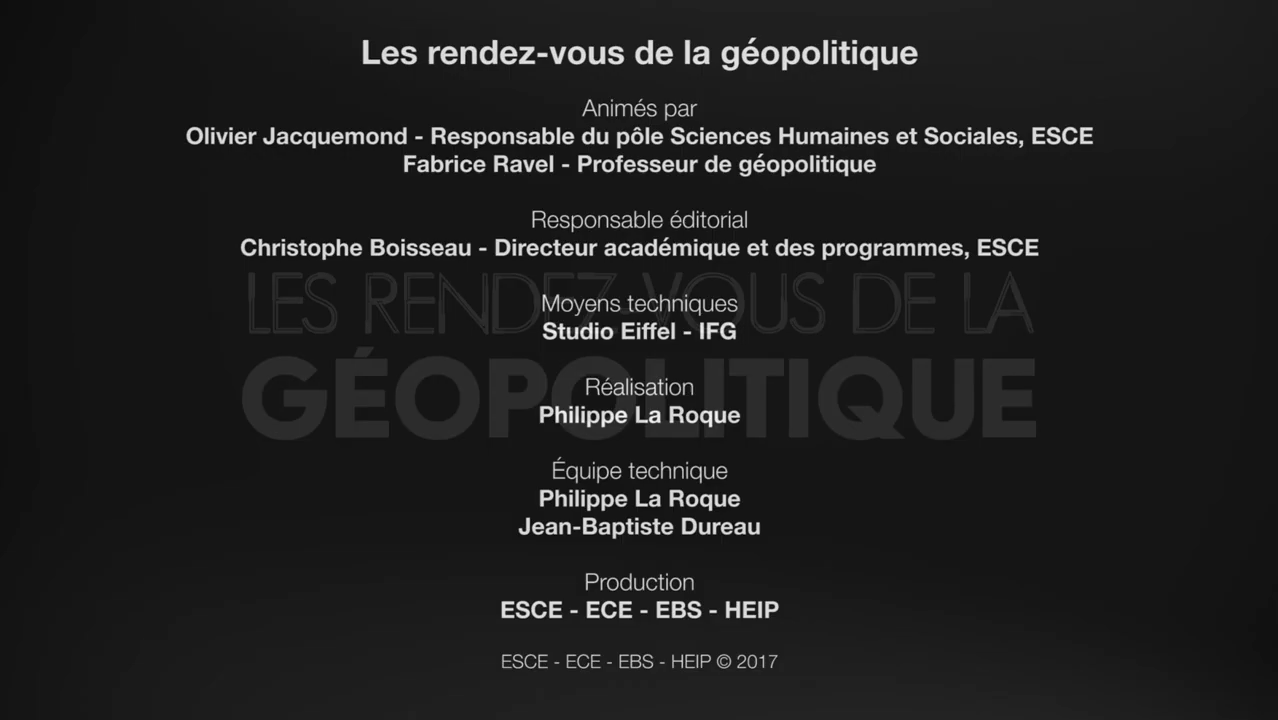 Les rendez-vous de la géopolitique
Animés par
Olivier Jacquemond - Responsable du pôle Sciences Humaines et Sociales, ESCE
Fabrice Ravel - Professeur de géopolitique
Responsable éditorial
Christophe Boisseau - Directeur académique et des programmes, ESCE
LES RENDEZ-VOUS DE LA
Moyens techniques
Studio Eiffel - IFG
GÉOPOLITIQUE
Réalisation
Philippe La Roque
Équipe technique
Philippe La Roque
Jean-Baptiste Dureau
Production
ESCE - ECE - EBS - HEIP
ESCE - ECE - EBS - HEIP © 2017